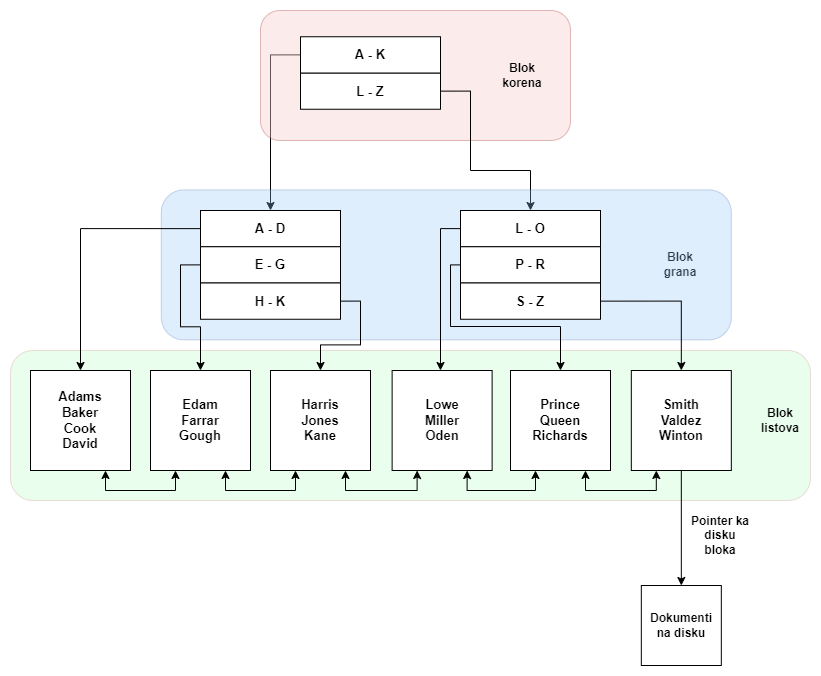 A - K
L - Z
Blok
korena
A - D
E - G
H - K
L - O
P - R
S - Z
Blok
grana
Adams
Baker
Cook
David
Edam
Farrar
Gough
Harris
Jones
Kane
Lowe
Miller
Oden
Prince
Queen
Richards
Smith
Valdez
Winton
Blok
listova
Pointer ka
disku
bloka
Dokumenti
na disku